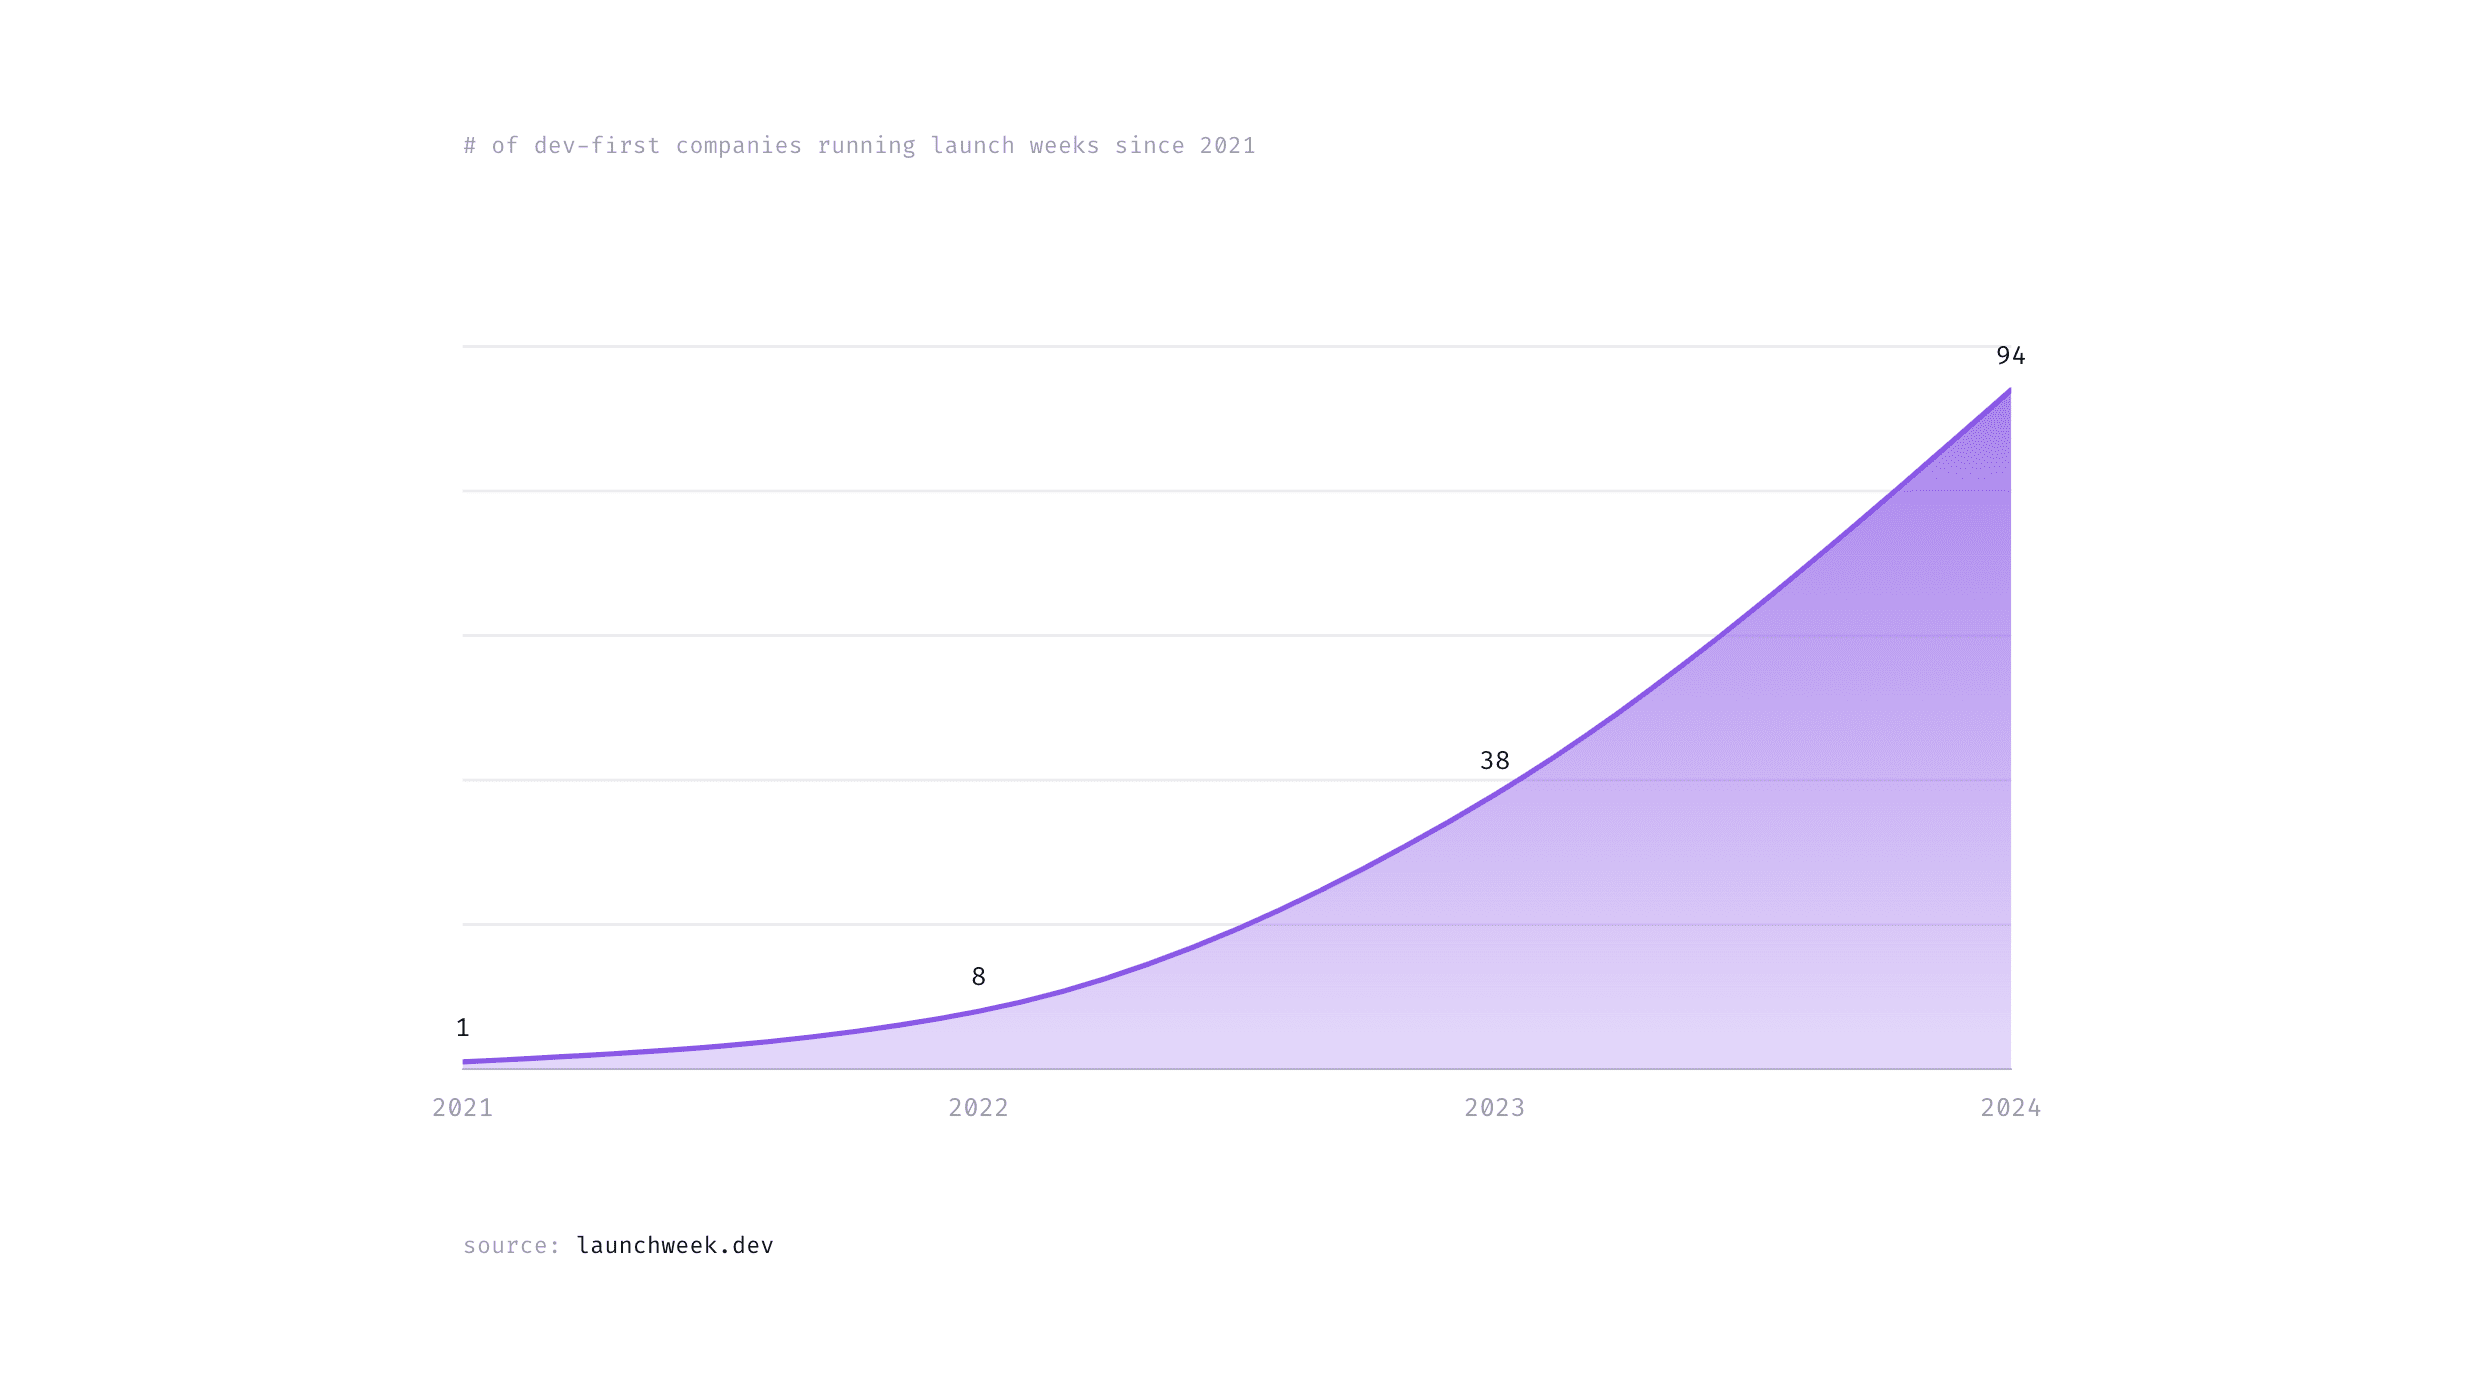 # of dev-first companies running launch weeks since 2021
94
38
8
1
2021 2022 2023 2024
source: launchweek.dev